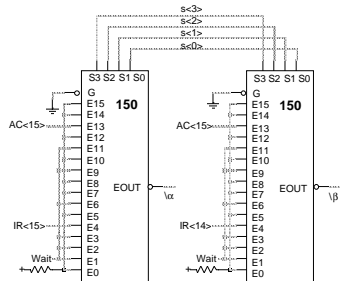 s<3>
s<2>
s<1>
s<0>
S3 S2 S1 S0
G
E15
E14
E13
E12
E11
E10
E9
E8
E7
E6
E5
E4
E3
E2
E1
E0
150
EOUT
AC<15>
IR<15>
Wait
+
\α
S3 S2 S1 S0
G
E15
E14
E13
E12
E11
E10
E9
E8
E7
E6
E5
E4
E3
E2
E1
E0
150
EOUT
AC<15>
IR<14>
Wait
+
\β